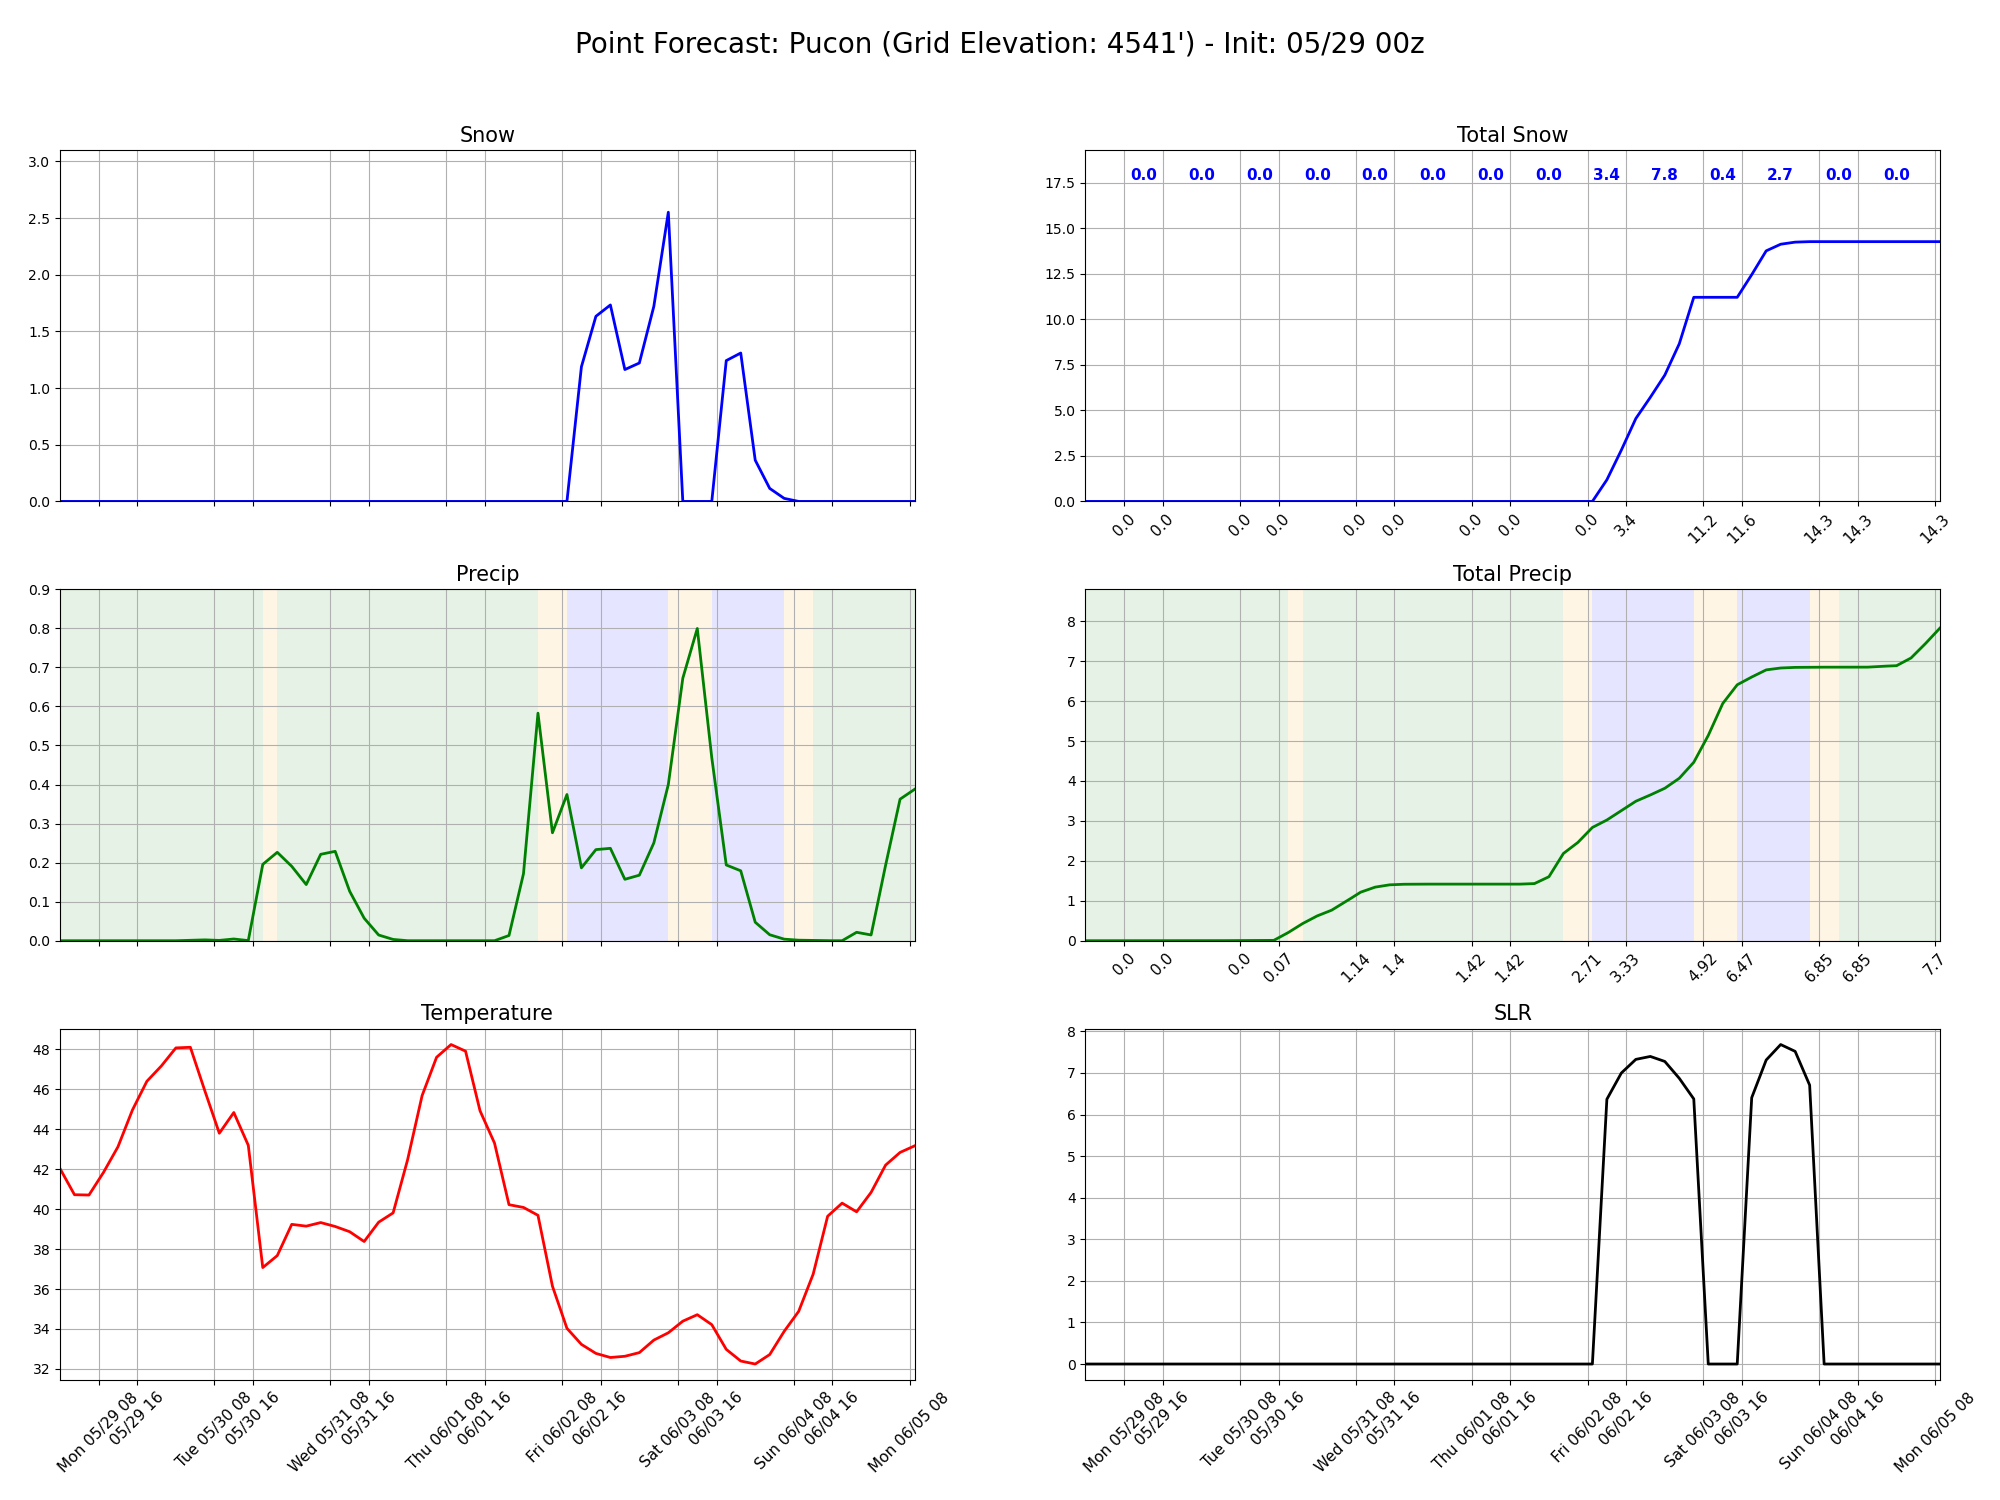 Point Forecast: Pucon (Grid Elevation: 4541') - Init: 05/29 00z
Snow
3.0
2.5
2.0
1.5
1.0
0.5
0.0
Total Snow
0.0 0.0 0.0 0.0 0.0 0.0 0.0 0.0 3.4 7.8 0.4 2.7 0.0 0.0
17.5
15.0
12.5
10.0
7.5
5.0
2.5
0.0
0.0 0.0 0.0 0.0 0.0 0.0 0.0 0.0 0.0 3.4 11.2 11.6 14.3 14.3 14.3
Precip
0.9
0.8
0.7
0.6
0.5
0.4
0.3
0.2
0.1
0.0
Total Precip
8
7
6
5
4
3
2
1
0
0.0 0.0 0.0 0.07 1.14 1.4 1.42 1.42 2.71 3.33 4.92 6.47 6.85 6.85 7.7
Temperature
48
46
44
42
40
38
36
34
32
Mon 05/29 08
05/29 16
Tue 05/30 08
05/30 16
Wed 05/31 08
05/31 16
Thu 06/01 08
06/01 16
Fri 06/02 08
06/02 16
Sat 06/03 08
06/03 16
Sun 06/04 08
06/04 16
Mon 06/05 08
SLR
8
7
6
5
4
3
2
1
0
Mon 05/29 08
05/29 16
Tue 05/30 08
05/30 16
Wed 05/31 08
05/31 16
Thu 06/01 08
06/01 16
Fri 06/02 08
06/02 16
Sat 06/03 08
06/03 16
Sun 06/04 08
06/04 16
Mon 06/05 08